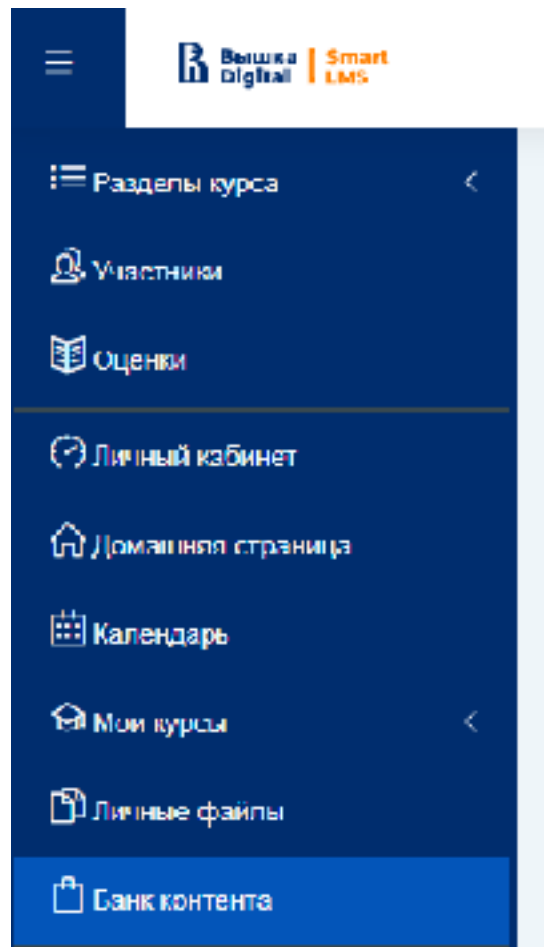 Вышка | Smart
Digital | LMS
Разделы курса
Участники
Оценки
Личный кабинет
Домашняя страница
Календарь
Мои курсы
Личные файлы
Банк контента